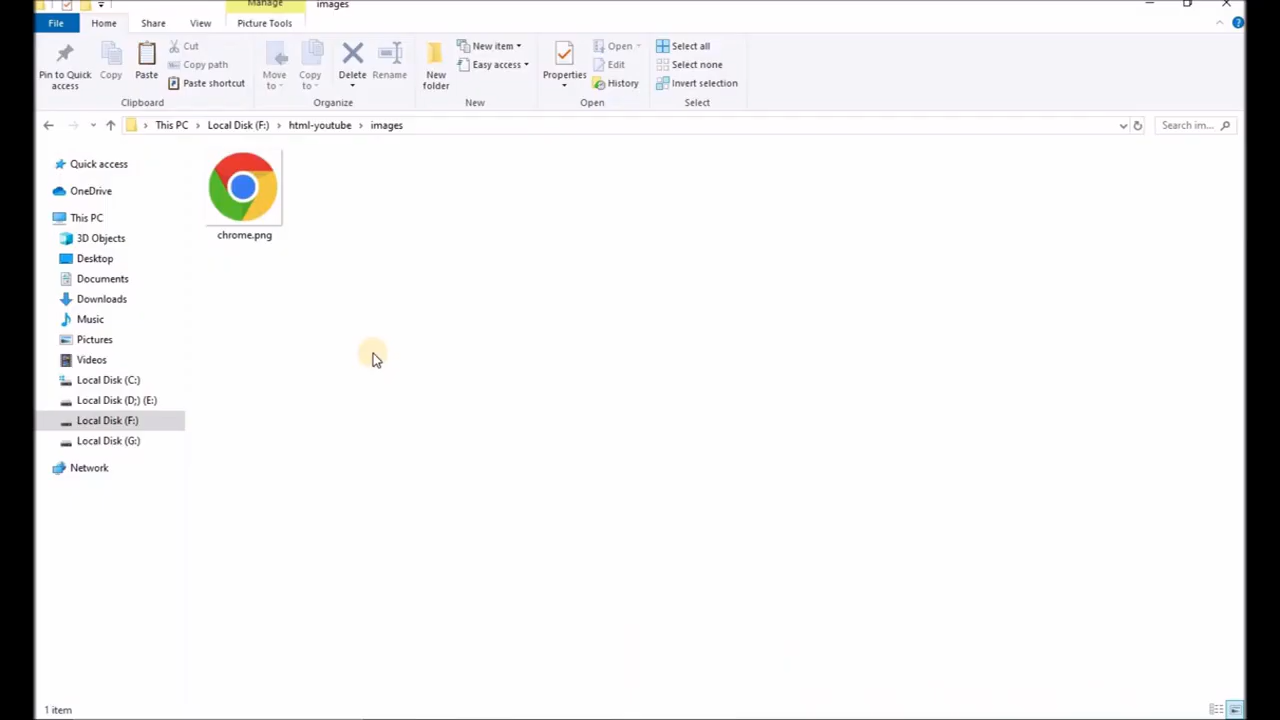 Manage
images
File
Home
Share
View
Picture Tools
Pin to Quick access
Copy
Paste
Cut
Copy path
Paste shortcut
Clipboard
Move to
Copy to
Delete
Rename
Organize
New folder
New item
Easy access
New
Properties
Open
Edit
History
Open
Select all
Select none
Invert selection
Select
This PC
Local Disk (F:)
html-youtube
images
Search im...
Quick access
OneDrive
This PC
3D Objects
Desktop
Documents
Downloads
Music
Pictures
Videos
Local Disk (C:)
Local Disk (D;) (E:)
Local Disk (F:)
Local Disk (G:)
Network
chrome.png
1 item